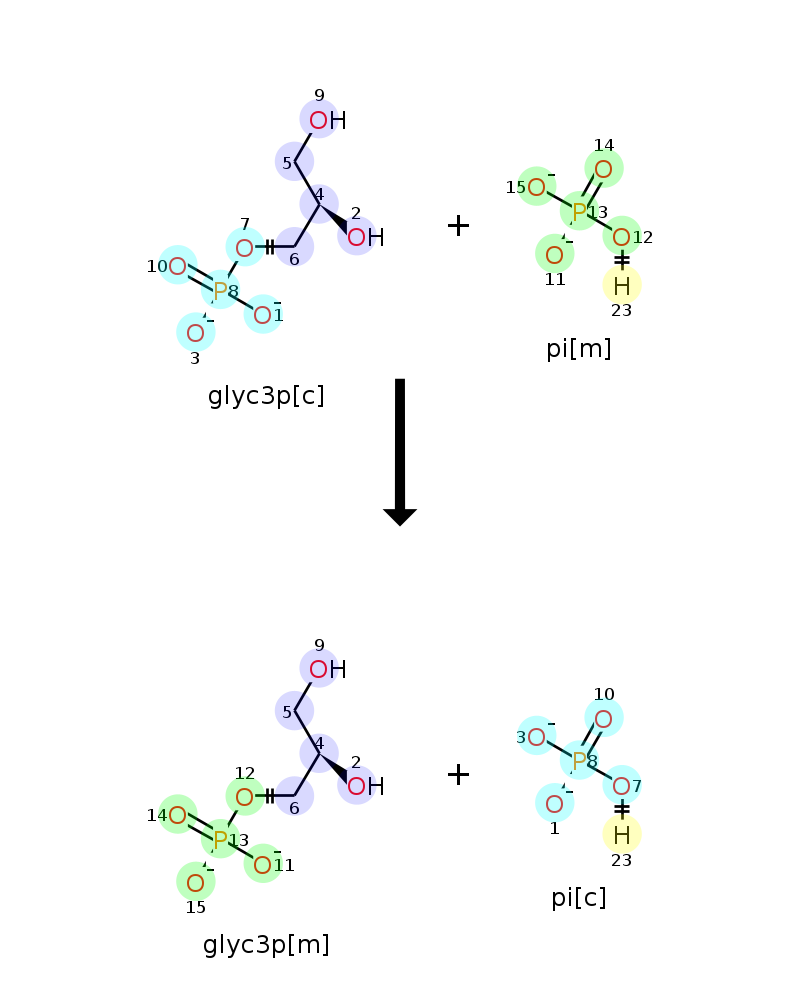 9
OH
5
4
2
OH
7
O
6
10 O
P 8
O⁻ 1
O⁻
3
glyc3p[c]
+
14
O
15 O⁻
P 13
O 12
O⁻
11
H
23
pi[m]
9
OH
5
4
2
OH
12
O
6
14 O
P 13
O⁻ 11
O⁻
15
glyc3p[m]
+
10
O
3 O⁻
P 8
O 7
O⁻
1
H
23
pi[c]